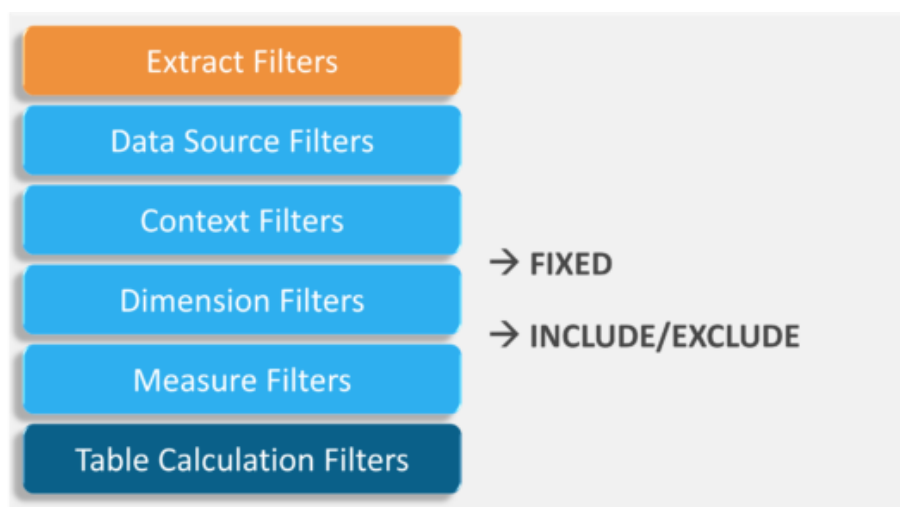 Extract Filters
Data Source Filters
Context Filters
→ FIXED
Dimension Filters
→ INCLUDE/EXCLUDE
Measure Filters
Table Calculation Filters